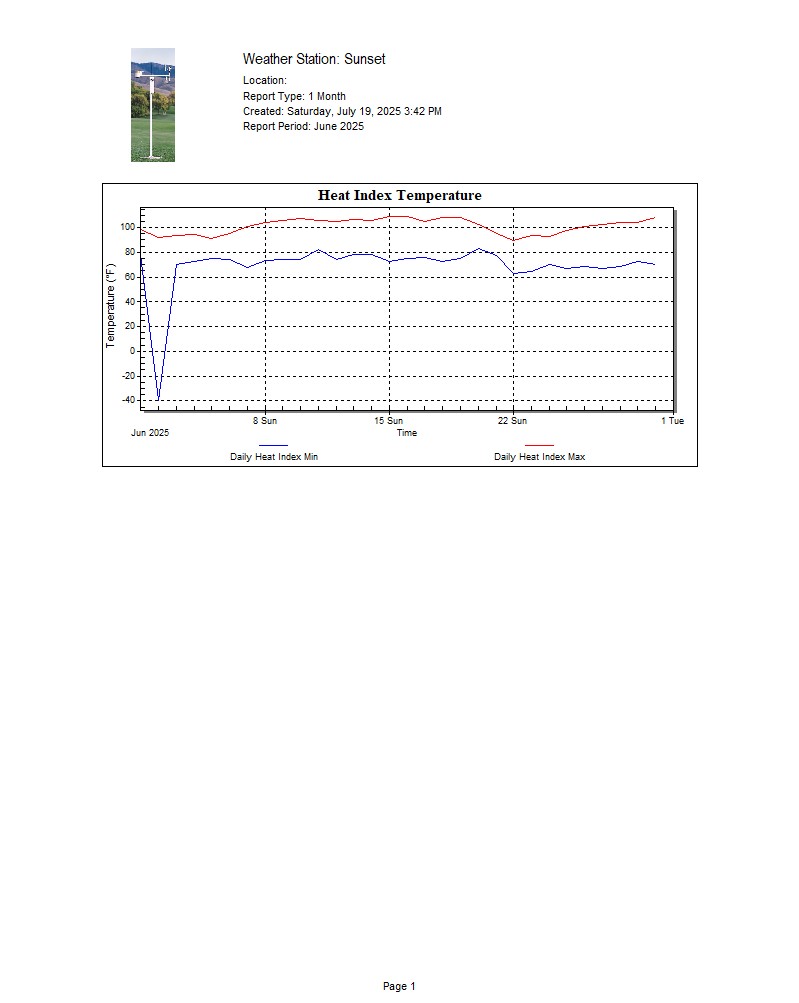 Weather Station: Sunset
Location:
Report Type: 1 Month
Created: Saturday, July 19, 2025 3:42 PM
Report Period: June 2025
Heat Index Temperature
Temperature (°F)
100
80
60
40
20
0
-20
-40
8 Sun 15 Sun 22 Sun 1 Tue
Jun 2025 Time
Daily Heat Index Min Daily Heat Index Max
Page 1